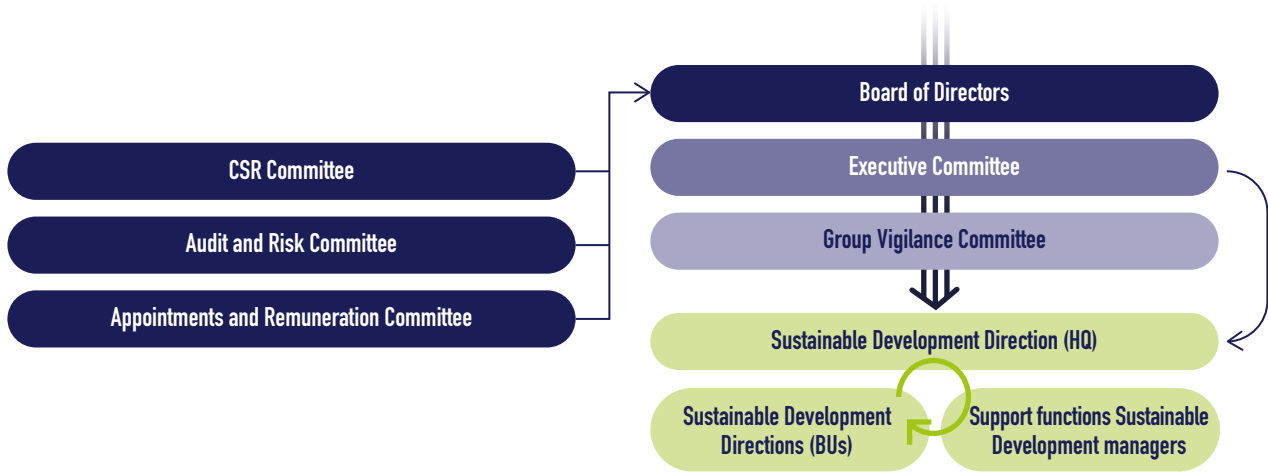 Board of Directors
CSR Committee
Executive Committee
Audit and Risk Committee
Group Vigilance Committee
Appointments and Remuneration Committee
Sustainable Development Direction (HQ)
Sustainable Development
Directions (BUs)
Support functions Sustainable
Development managers